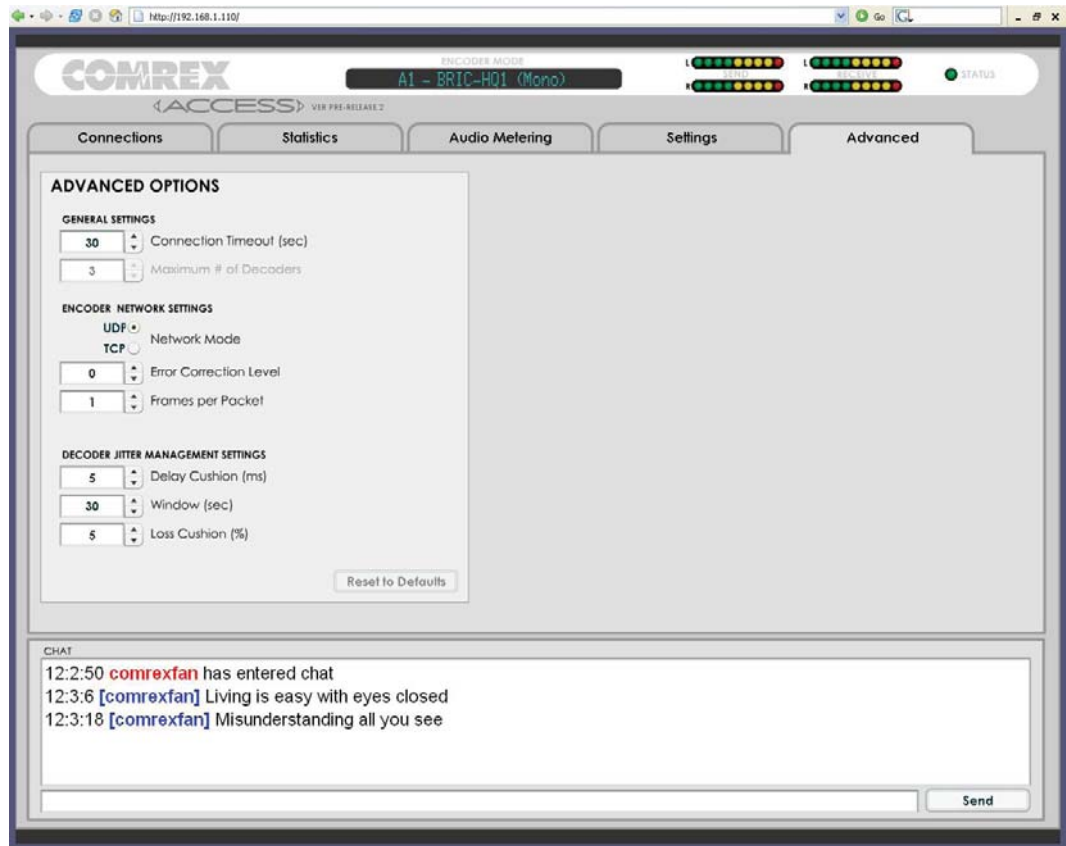 http://192.168.1.110/
Go
COMREX
ENCODER MODE
A1 - BRIC-HQ1 (Mono)
L
R
SEND
L
R
RECEIVE
STATUS
ACCESS VER PRE-RELEASE 2
Connections
Statistics
Audio Metering
Settings
Advanced
ADVANCED OPTIONS
GENERAL SETTINGS
30 Connection Timeout (sec)
3 Maximum # of Decoders
ENCODER NETWORK SETTINGS
UDP
TCP
Network Mode
0 Error Correction Level
1 Frames per Packet
DECODER JITTER MANAGEMENT SETTINGS
5 Delay Cushion (ms)
30 Window (sec)
5 Loss Cushion (%)
Reset to Defaults
CHAT
12:2:50 comrexfan has entered chat
12:3:6 [comrexfan] Living is easy with eyes closed
12:3:18 [comrexfan] Misunderstanding all you see
Send